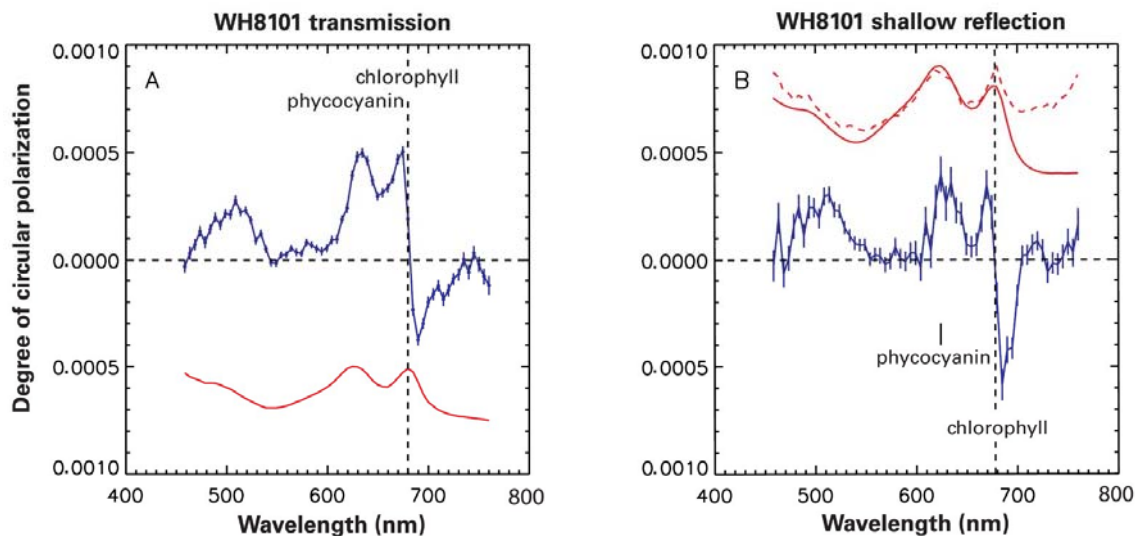 WH8101 transmission
A
chlorophyll
phycocyanin
0.0010
0.0005
0.0000
0.0005
0.0010
400 500 600 700 800
Wavelength (nm)
Degree of circular polarization
WH8101 shallow reflection
B
phycocyanin
chlorophyll
0.0010
0.0005
0.0000
0.0005
0.0010
400 500 600 700 800
Wavelength (nm)